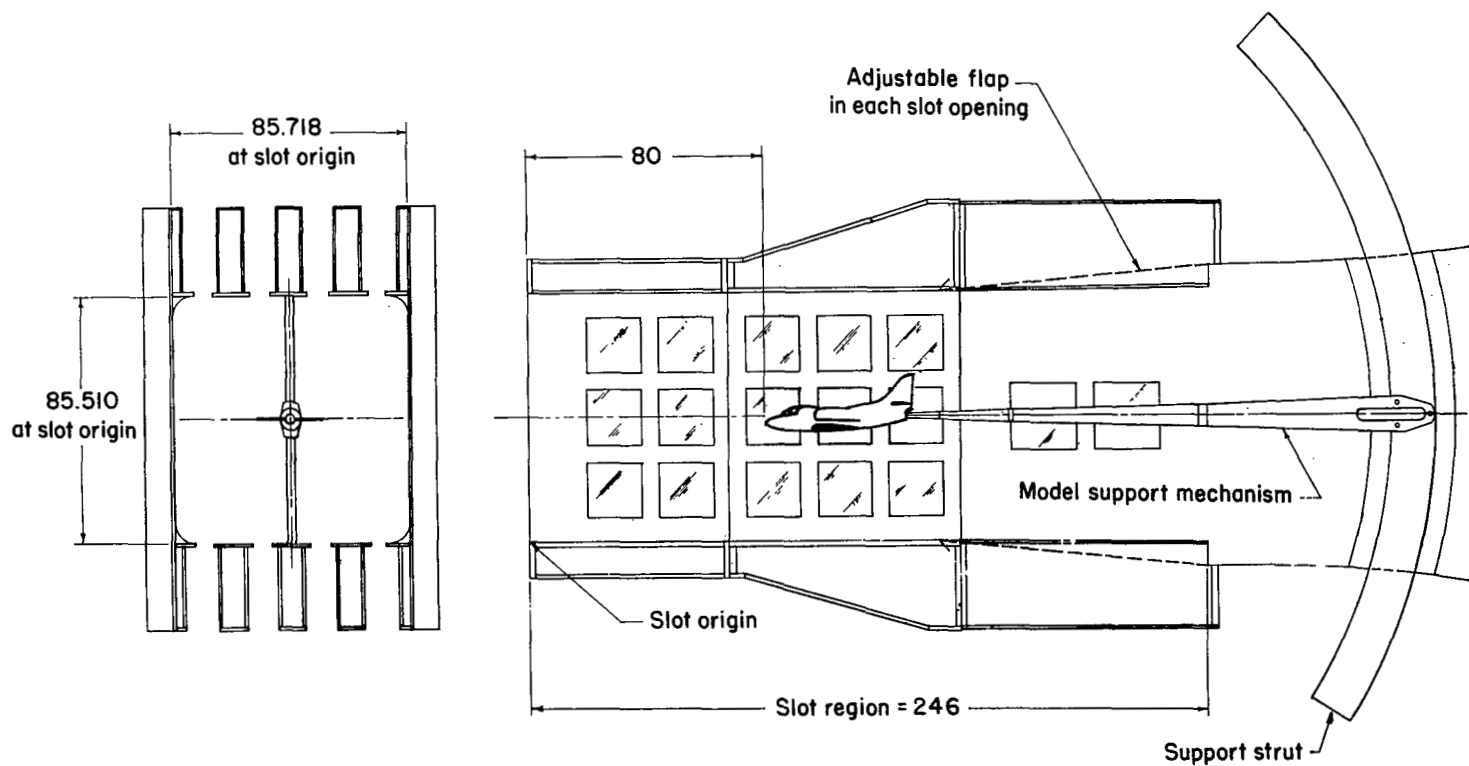 85.718
at slot origin
85.510
at slot origin
80
Adjustable flap
in each slot opening
Model support mechanism
Slot origin
Slot region = 246
Support strut